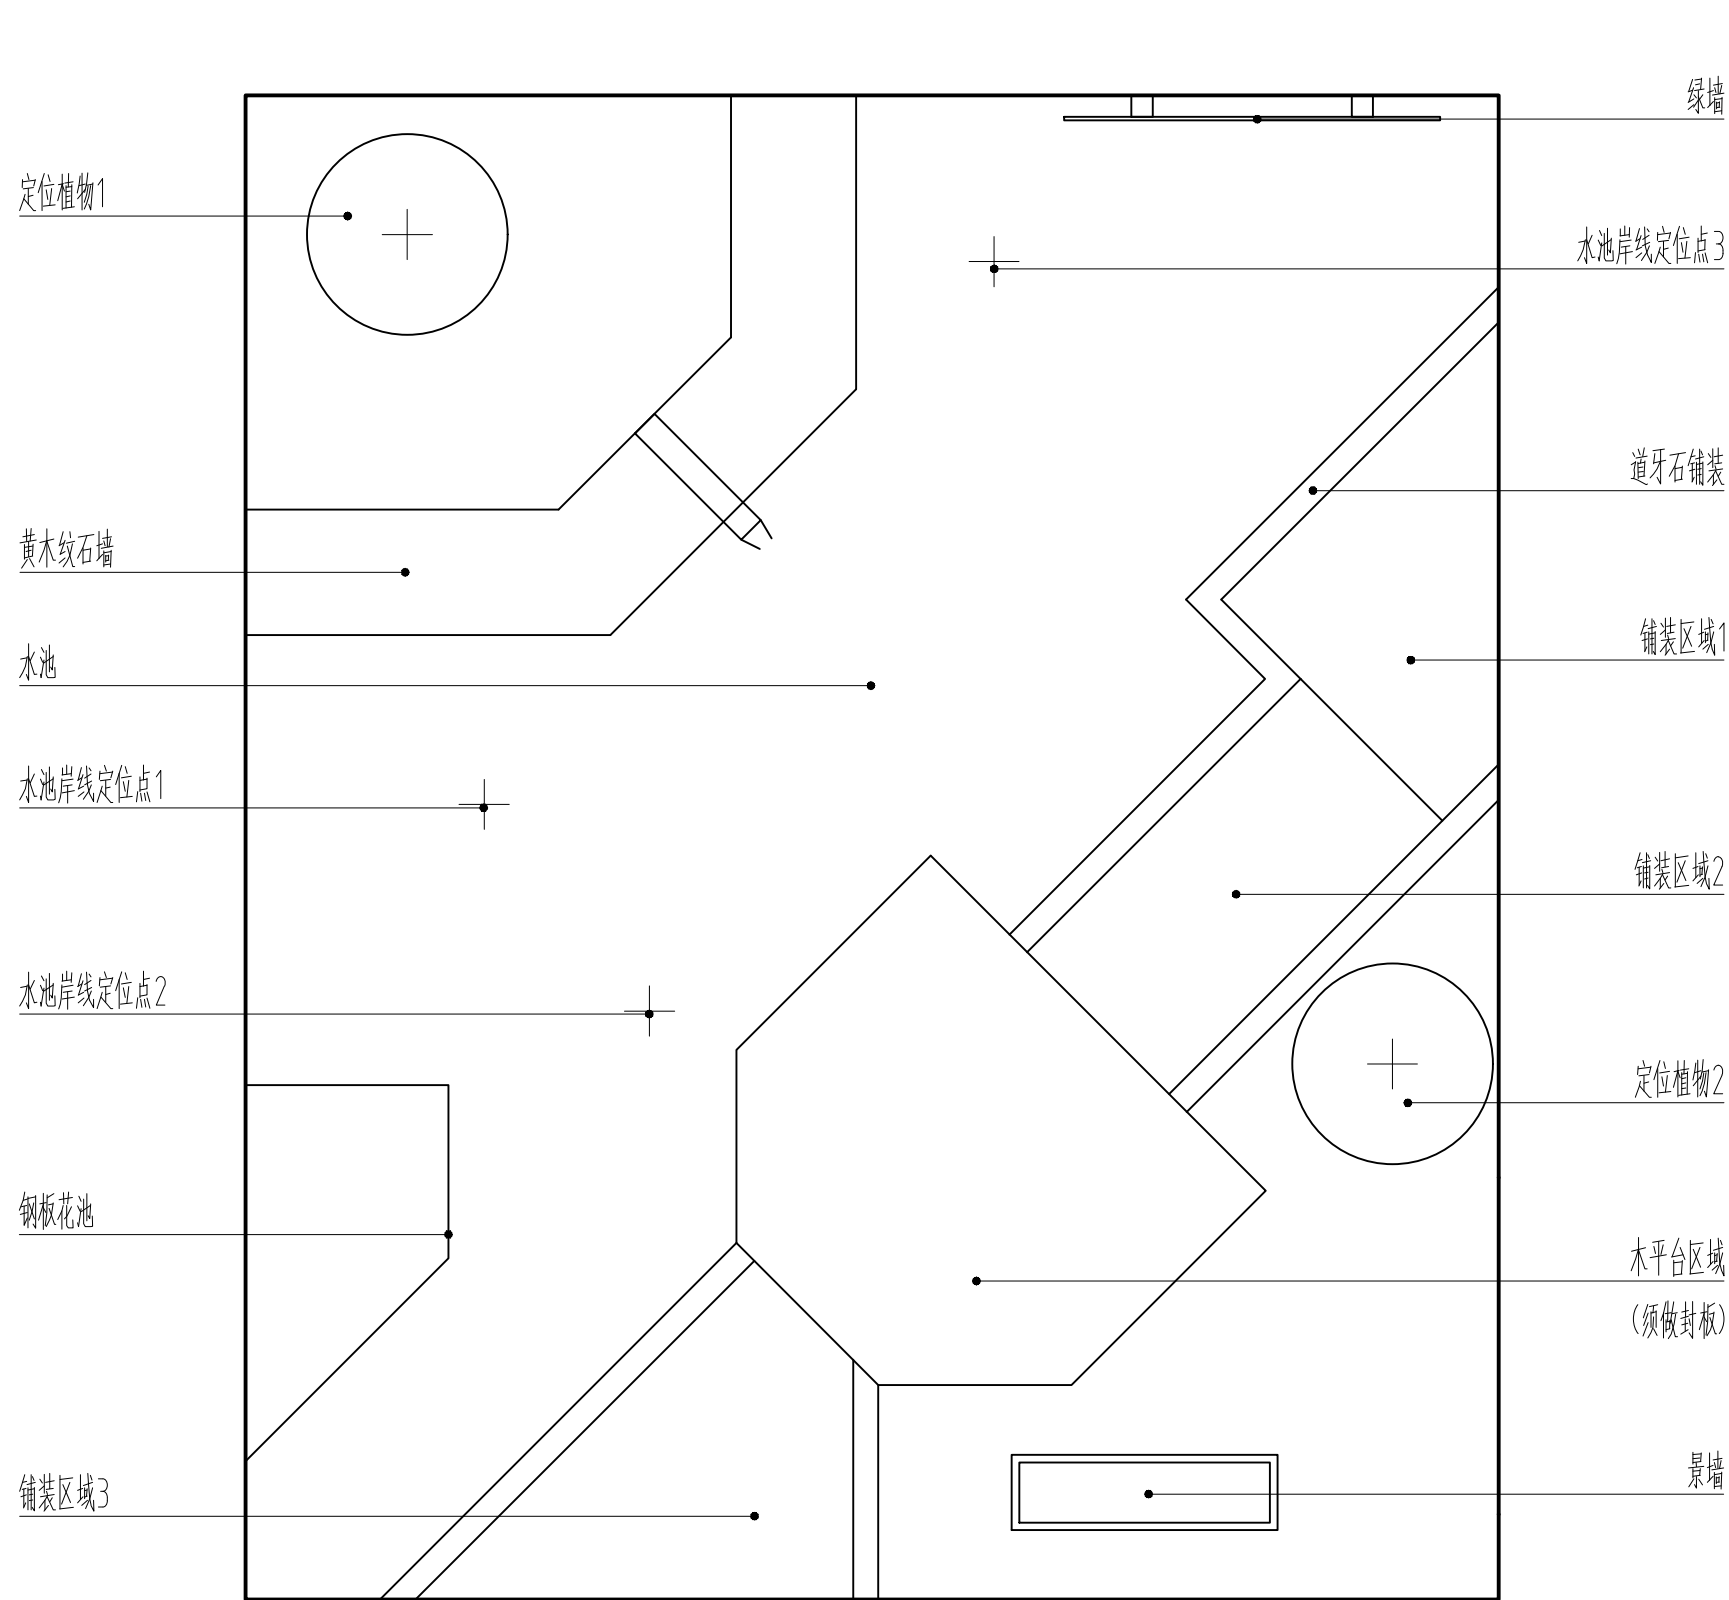 绿墙
定位植物1
水池岸线定位点3
道牙石铺装
黄木纹石墙
铺装区域1
水池
水池岸线定位点1
铺装区域2
水池岸线定位点2
定位植物2
钢板花池
木平台区域
(须做封板)
景墙
铺装区域3